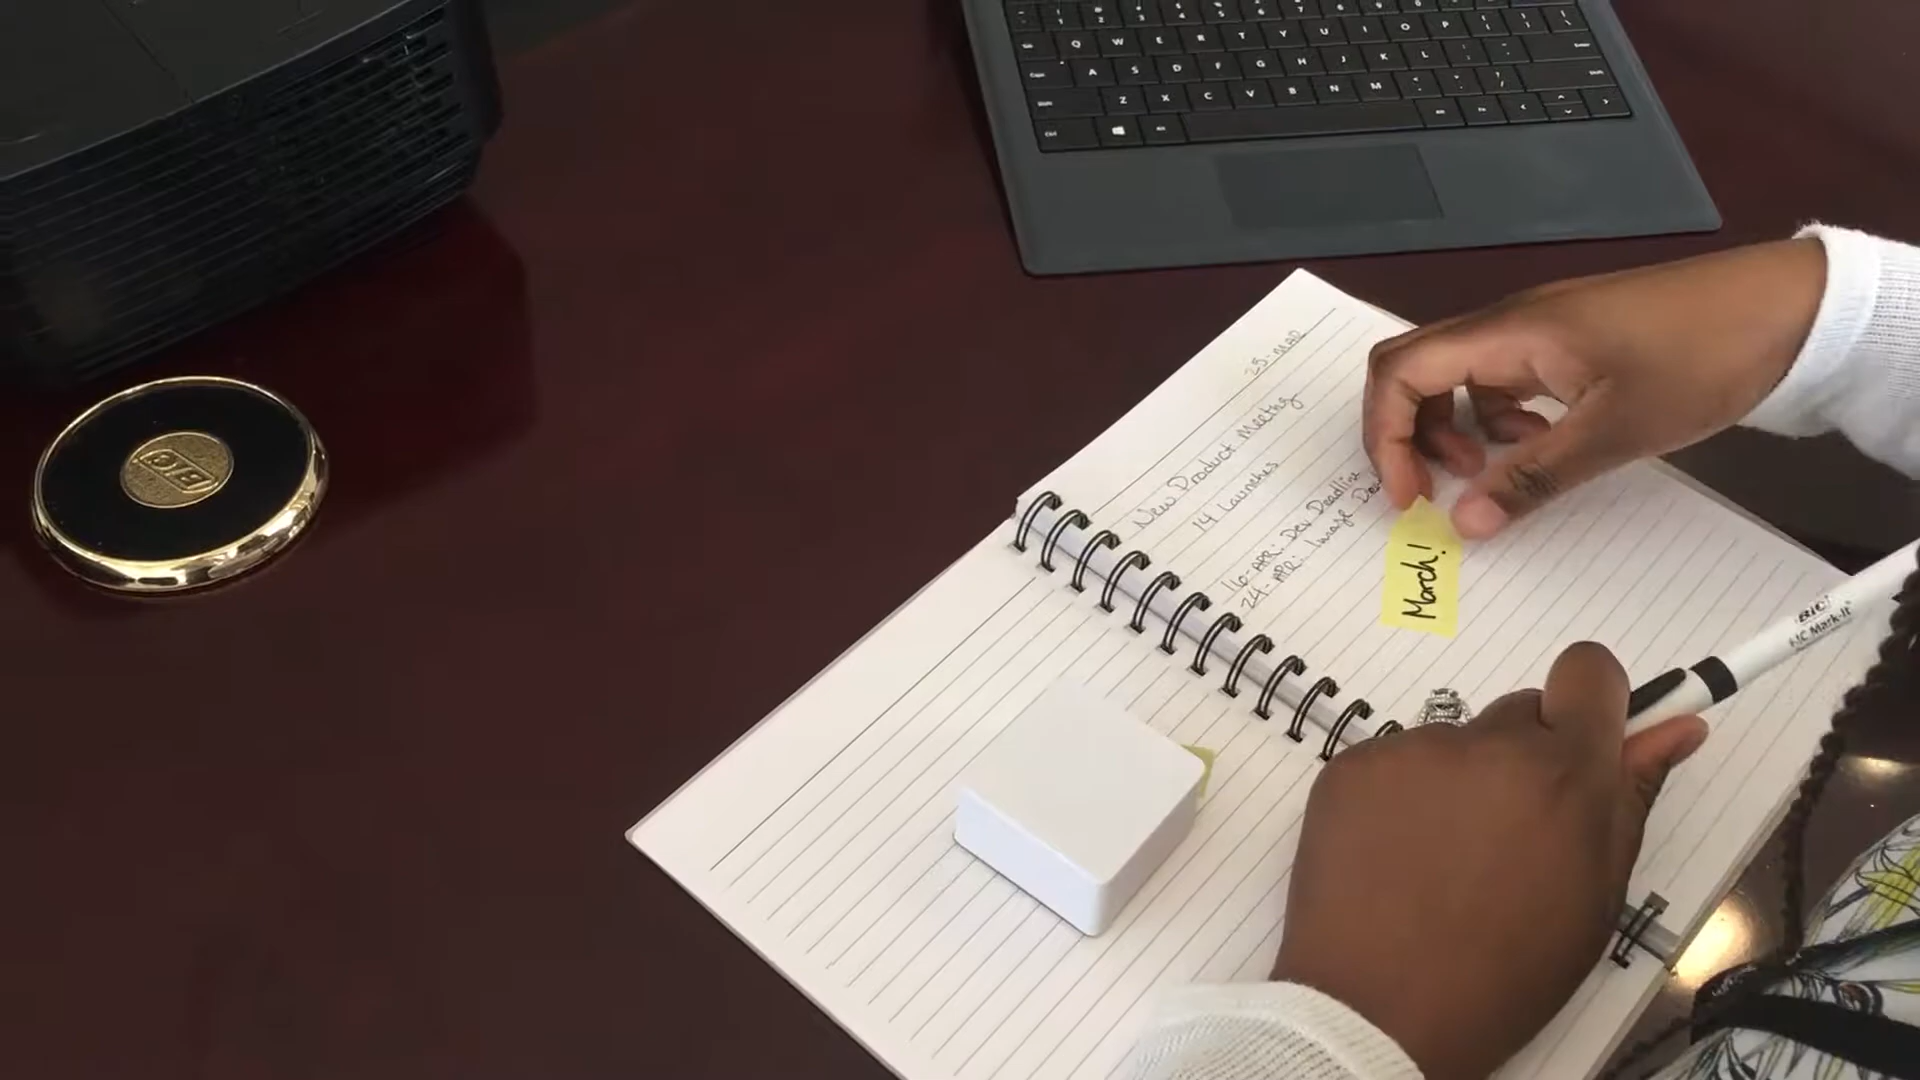 25-MAR
New Product Meeting
14 Launches
16-APR: Dev Deadline
24-APR: Image
March!
BIC
BIC Mark-it
Q W E R T Y U I O P
A S D F G H J K L
Z X C V B N M